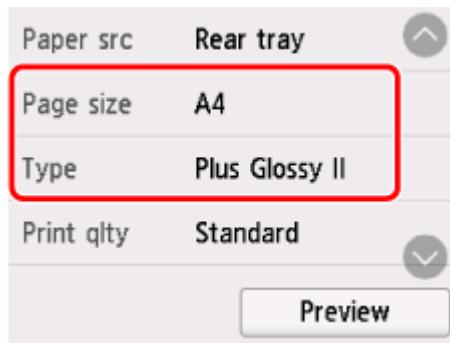 Paper src Rear tray
Page size A4
Type Plus Glossy II
Print qlty Standard
Preview